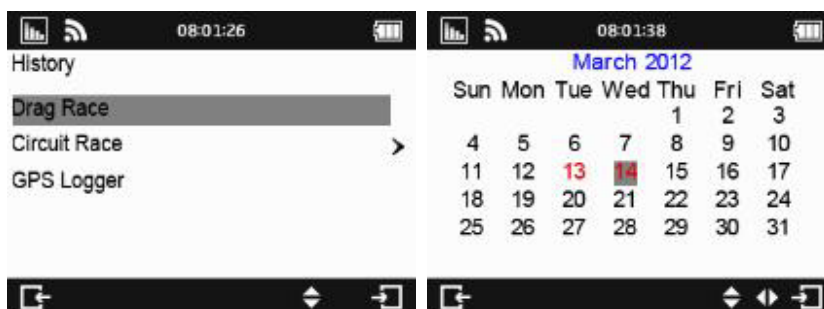 08:01:26
History
Drag Race
Circuit Race
GPS Logger
08:01:38
March 2012
Sun Mon Tue Wed Thu Fri Sat
1 2 3
4 5 6 7 8 9 10
11 12 13 14 15 16 17
18 19 20 21 22 23 24
25 26 27 28 29 30 31